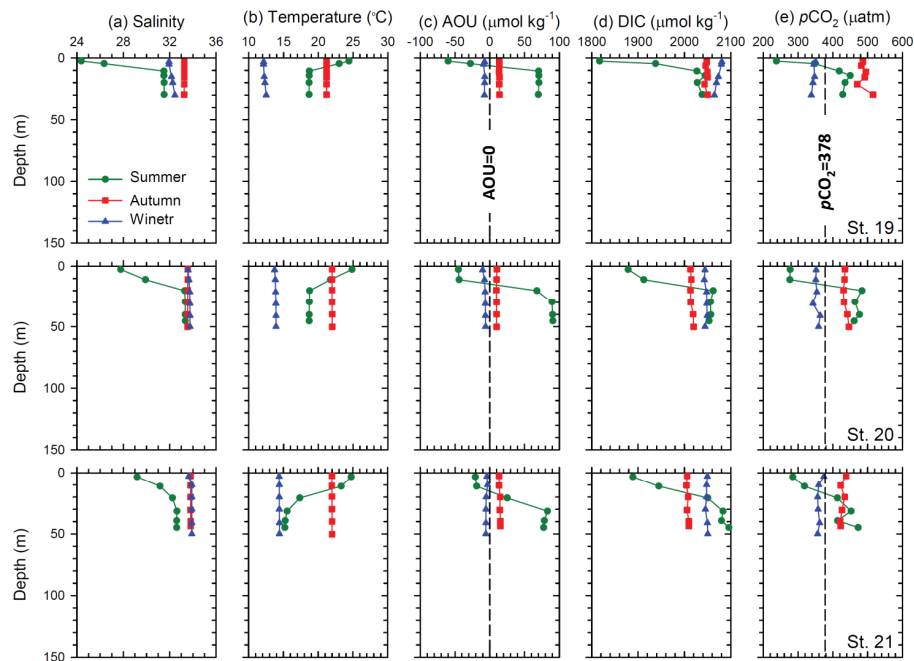 (a) Salinity (b) Temperature (°C) (c) AOU (μmol kg⁻¹) (d) DIC (μmol kg⁻¹) (e) pCO₂ (μatm)
24 28 32 36 10 15 20 25 30 -100 -50 0 50 100 1800 1900 2000 2100 200 300 400 500 600
0
50
100
150
Depth (m)
Summer
Autumn
Winetr
AOU=0
pCO₂=378
St. 19
0
50
100
150
Depth (m)
St. 20
0
50
100
150
Depth (m)
St. 21